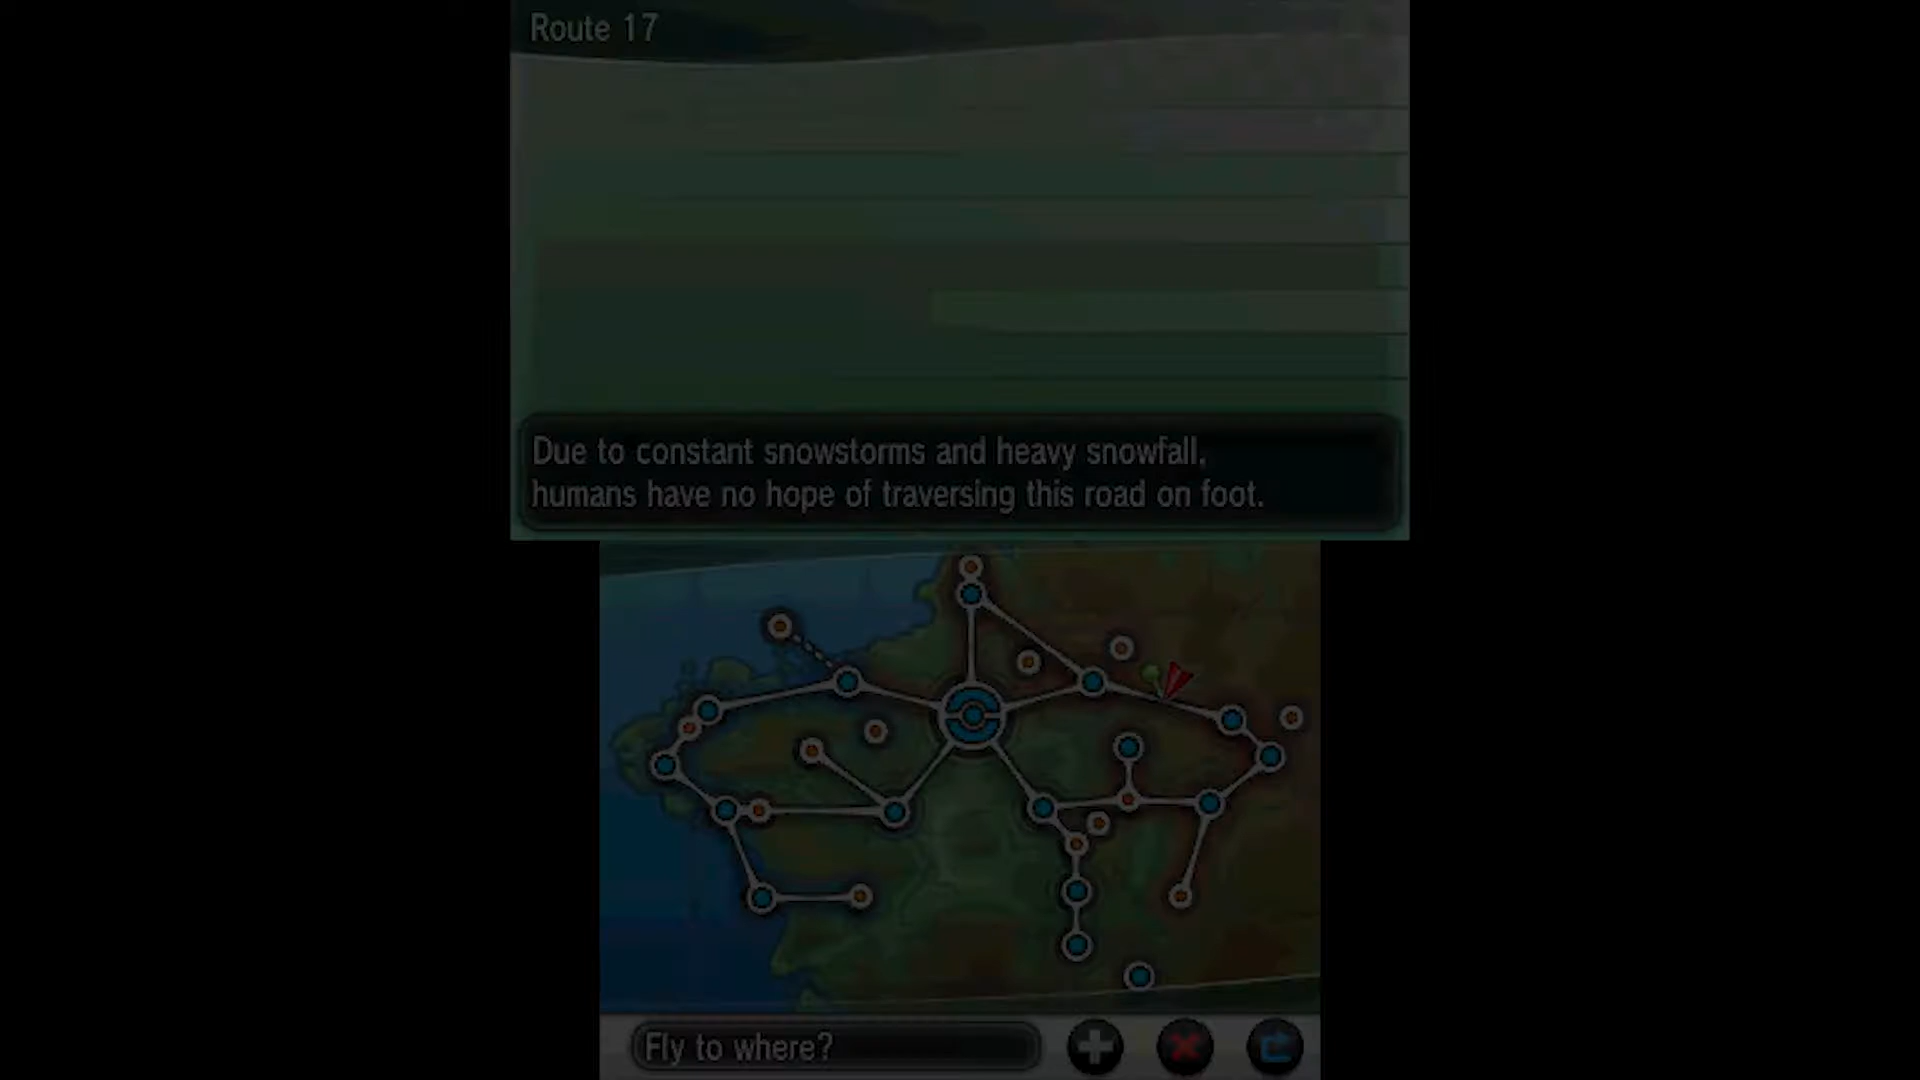 Route 17
Due to constant snowstorms and heavy snowfall,
humans have no hope of traversing this road on foot.
Fly to where?